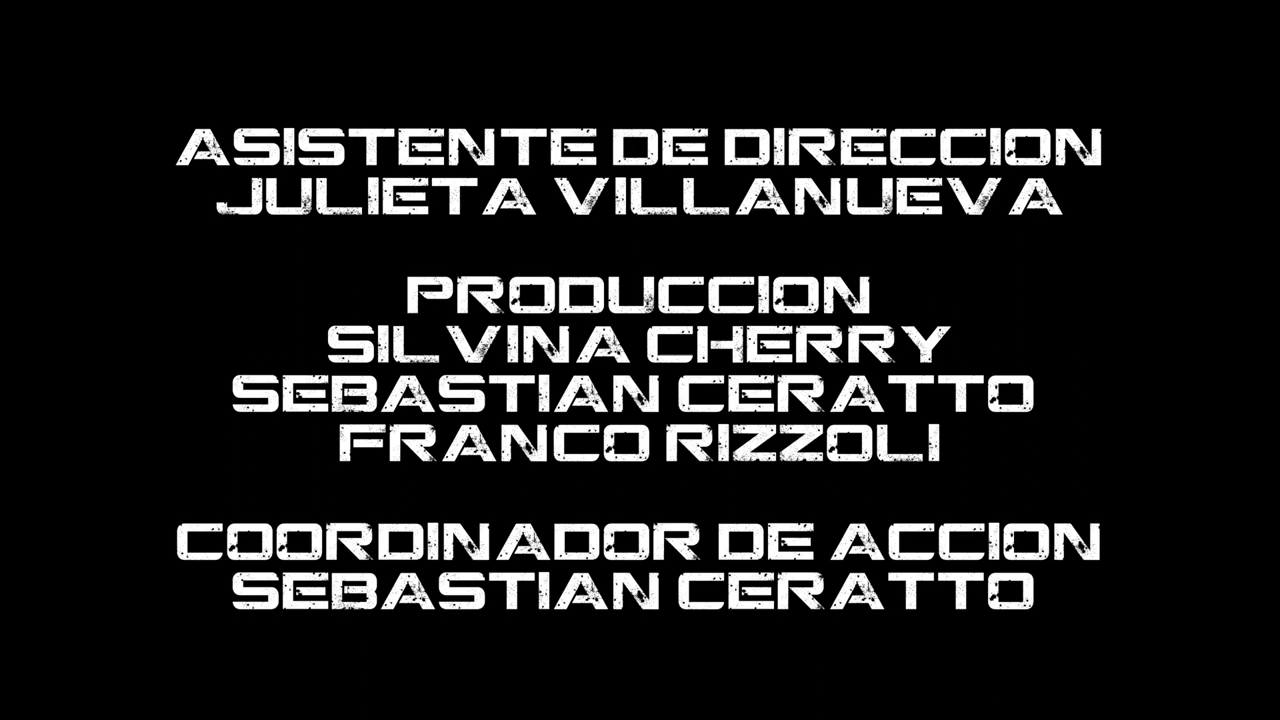 ASISTENTE DE DIRECCION
JULIETA VILLANUEVA
PRODUCCION
SILVINA CHERRY
SEBASTIAN CERATTO
FRANCO RIZZOLI
COORDINADOR DE ACCION
SEBASTIAN CERATTO